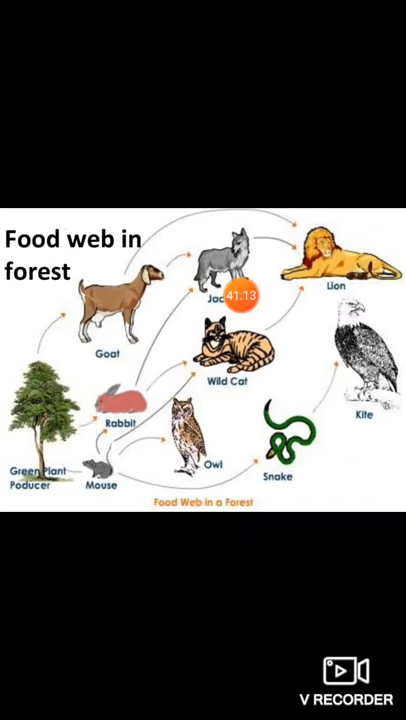 Food web in
forest
Lion
41:13
Goat
Wild Cat
Kite
Rabbit
Owl
Green Plant
Poducer
Mouse
Snake
Food Web in a Forest
V RECORDER